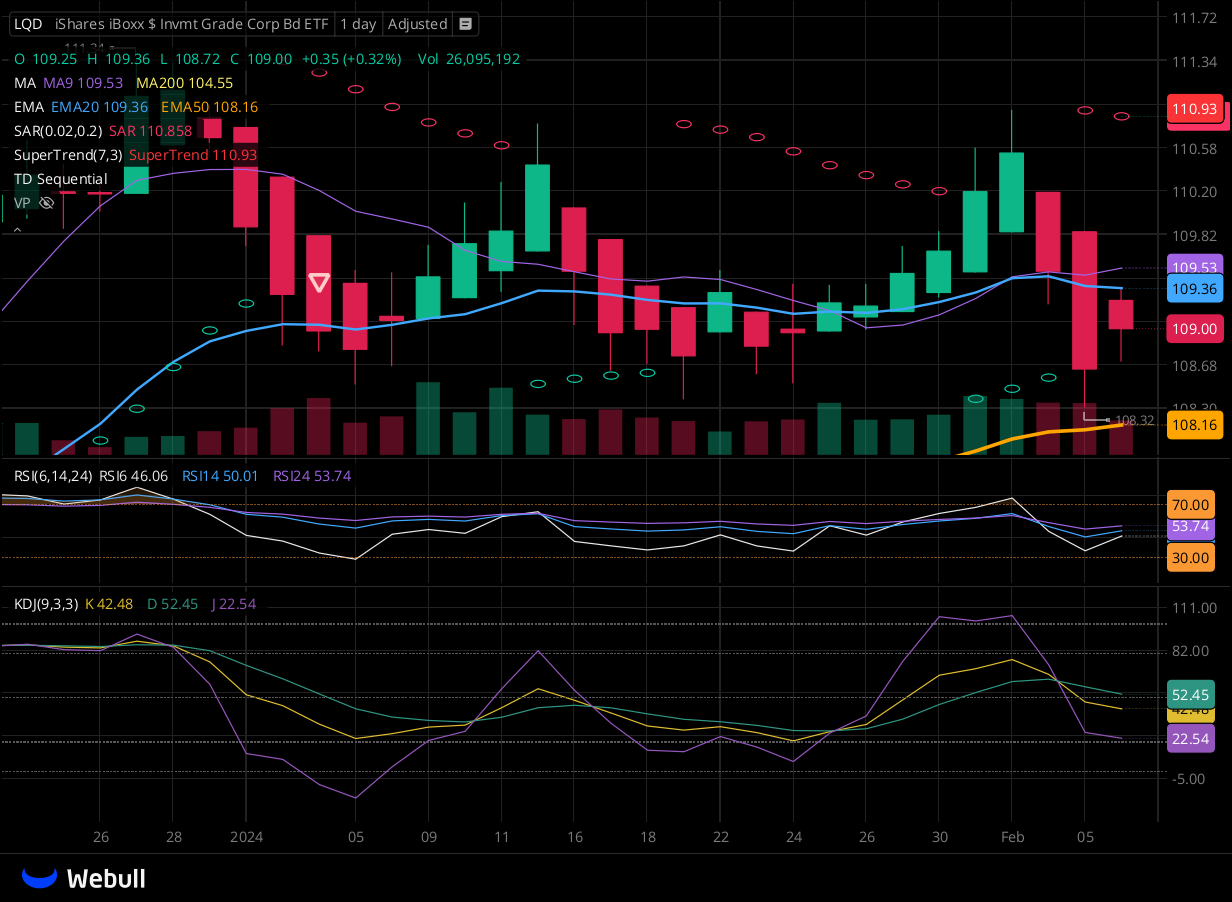 LQD iShares iBoxx $ Invmt Grade Corp Bd ETF 1 day Adjusted
111.72
111.34
O 109.25 H 109.36 L 108.72 C 109.00 +0.35 (+0.32%) Vol 26,095,192
111.34
MA MA9 109.53 MA200 104.55
EMA EMA20 109.36 EMA50 108.16
110.93
SAR(0.02,0.2) SAR 110.858
110.58
SuperTrend(7,3) SuperTrend 110.93
TD Sequential
110.20
VP
109.82
109.53
109.36
109.00
108.68
108.30
108.32
108.16
RSI(6,14,24) RSI6 46.06 RSI14 50.01 RSI24 53.74
70.00
53.74
30.00
KDJ(9,3,3) K 42.48 D 52.45 J 22.54
111.00
82.00
52.45
42.48
22.54
-5.00
26 28 2024 05 09 11 16 18 22 24 26 30 Feb 05
Webull